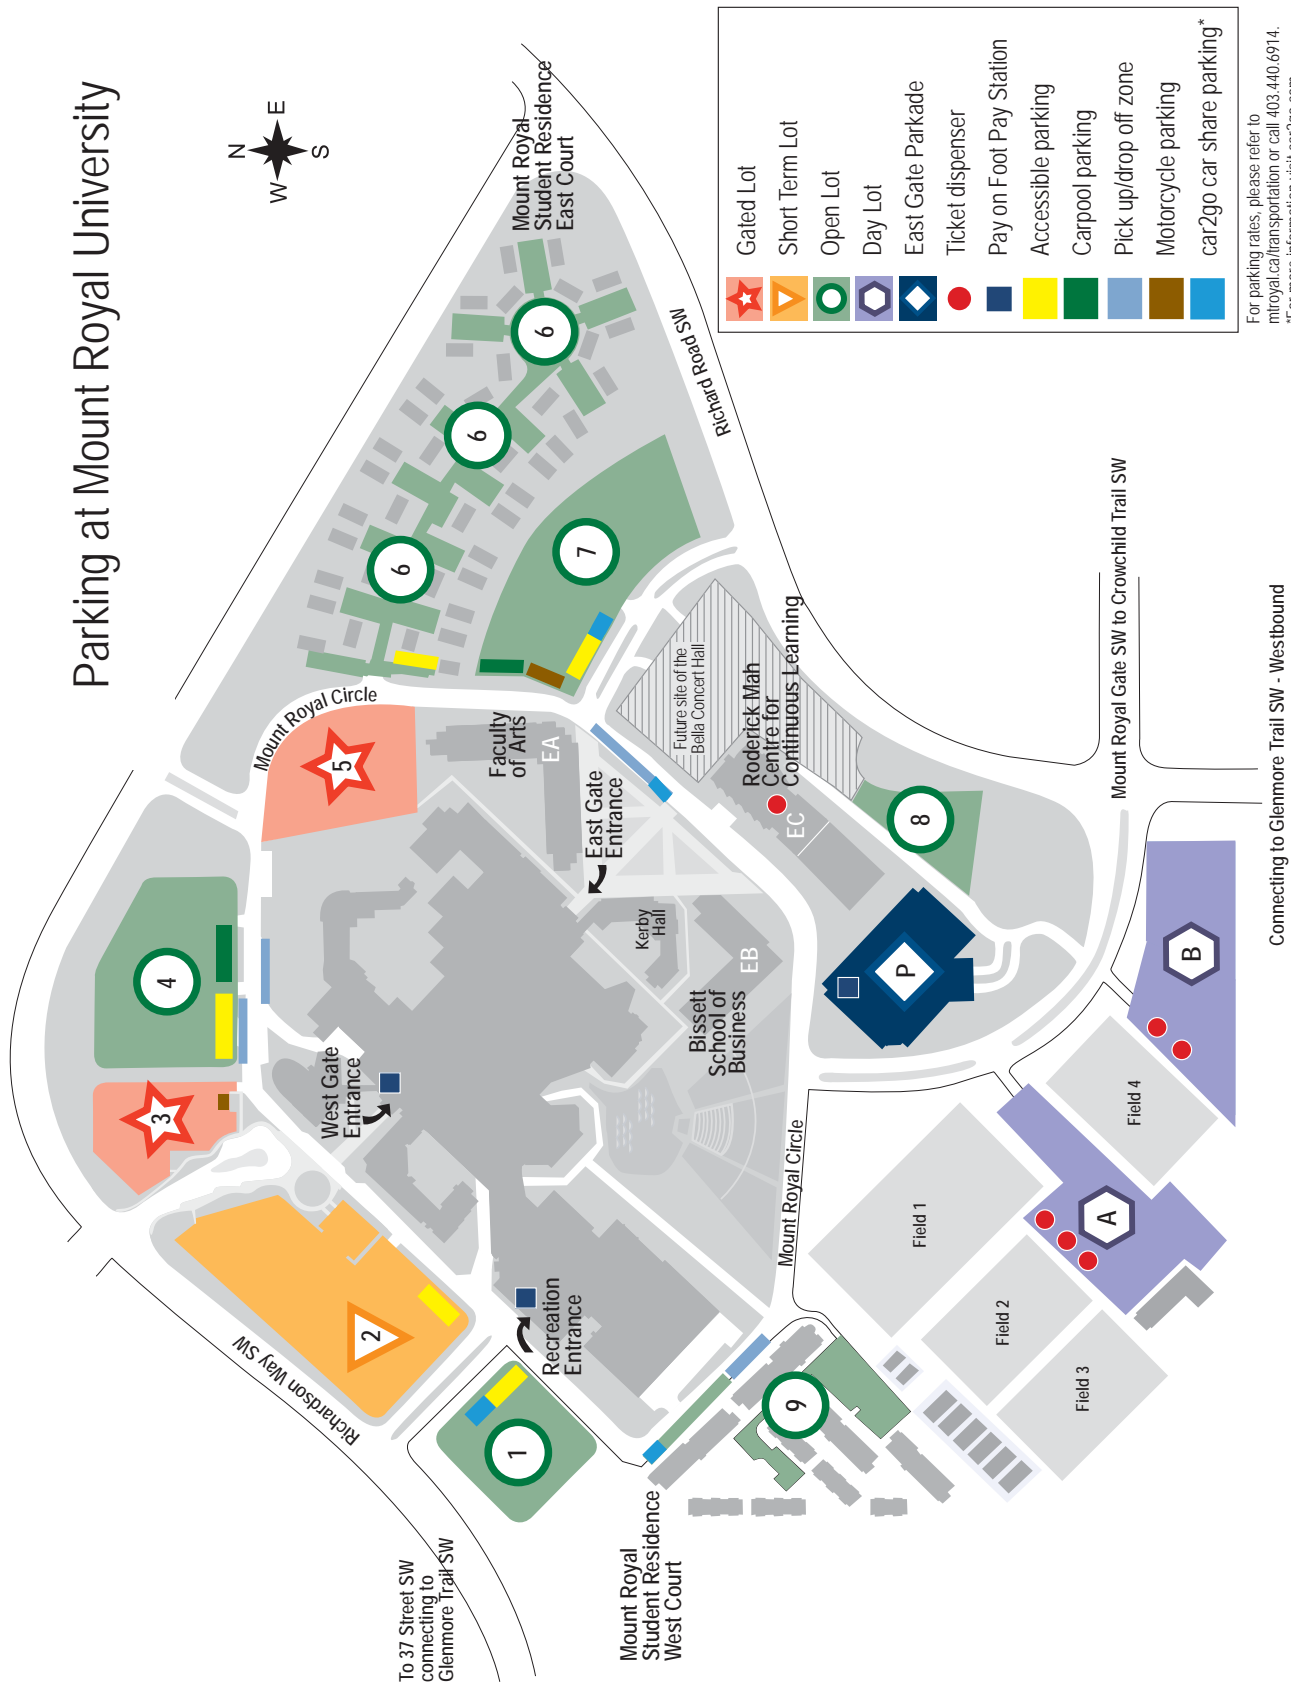 Parking at Mount Royal University
N
W
E
S
Mount Royal
Student Residence
East Court
Richard Road SW
6
6
6
7
Mount Royal Circle
5
4
3
2
1
Faculty
of Arts
EA
East Gate
Entrance
Future site of the
Bella Concert Hall
Roderick Mah
Centre for
Continuous Learning
EC
8
Kerby
Hall
EB
Bissett
School of
Business
P
West Gate
Entrance
Recreation
Entrance
Richardson Way SW
Mount Royal Circle
Mount Royal Gate SW to Crowchild Trail SW
Connecting to Glenmore Trail SW - Westbound
B
A
Field 4
Field 1
Field 2
Field 3
9
Mount Royal
Student Residence
West Court
To 37 Street SW
connecting to
Glenmore Trail SW
Gated Lot
Short Term Lot
Open Lot
Day Lot
East Gate Parkade
Ticket dispenser
Pay on Foot Pay Station
Accessible parking
Carpool parking
Pick up/drop off zone
Motorcycle parking
car2go car share parking*
For parking rates, please refer to
mtroyal.ca/transportation or call 403.440.6914.
*For more information visit car2go.com